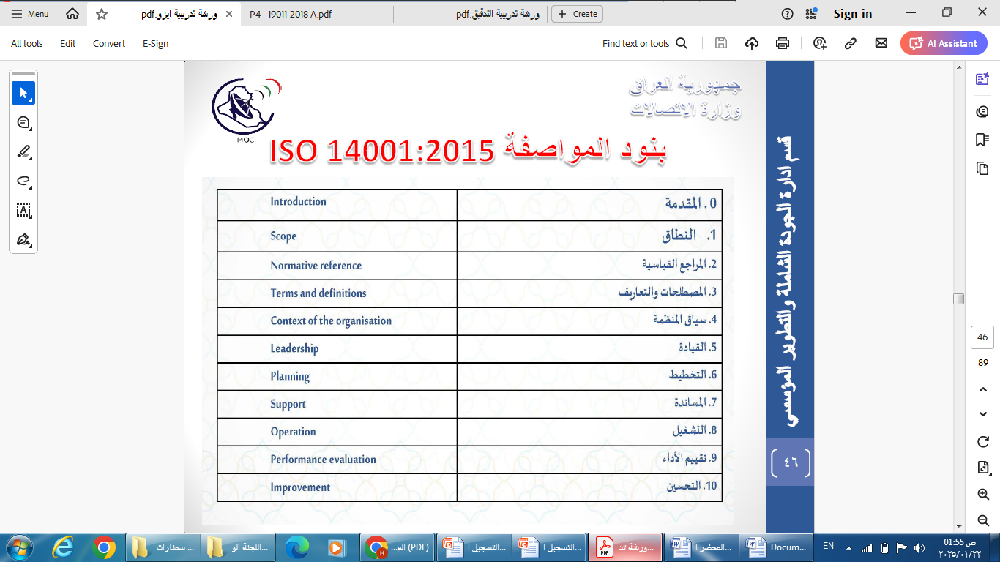 Menu
ورشة تدريبية ايزو.pdf
P4 - 19011-2018 A.pdf
ورشة تدريبية التدقيق.pdf
Create
Sign in
All tools
Edit
Convert
E-Sign
Find text or tools
AI Assistant
جمهورية العراق
وزارة الاتصالات
MQC
بنود المواصفة ISO 14001:2015
قسم ادارة الجودة الشاملة والتطوير المؤسسي
0 . المقدمة
Introduction
1. النطاق
Scope
2. المراجع القياسية
Normative reference
3. المصطلحات والتعاريف
Terms and definitions
4. سياق المنظمة
Context of the organisation
5. القيادة
Leadership
6. التخطيط
Planning
7. المساندة
Support
8. التشغيل
Operation
9. تقييم الأداء
Performance evaluation
10. التحسين
Improvement
٤٦
46
89
سمنارات ...
اللجنة الو...
الم... (PDF)
التسجيل ا...
التسجيل ا...
ورشة تد...
المحضر ا...
Docum...
EN
01:55 ص
٢٠٢٥/٠١/٢٢